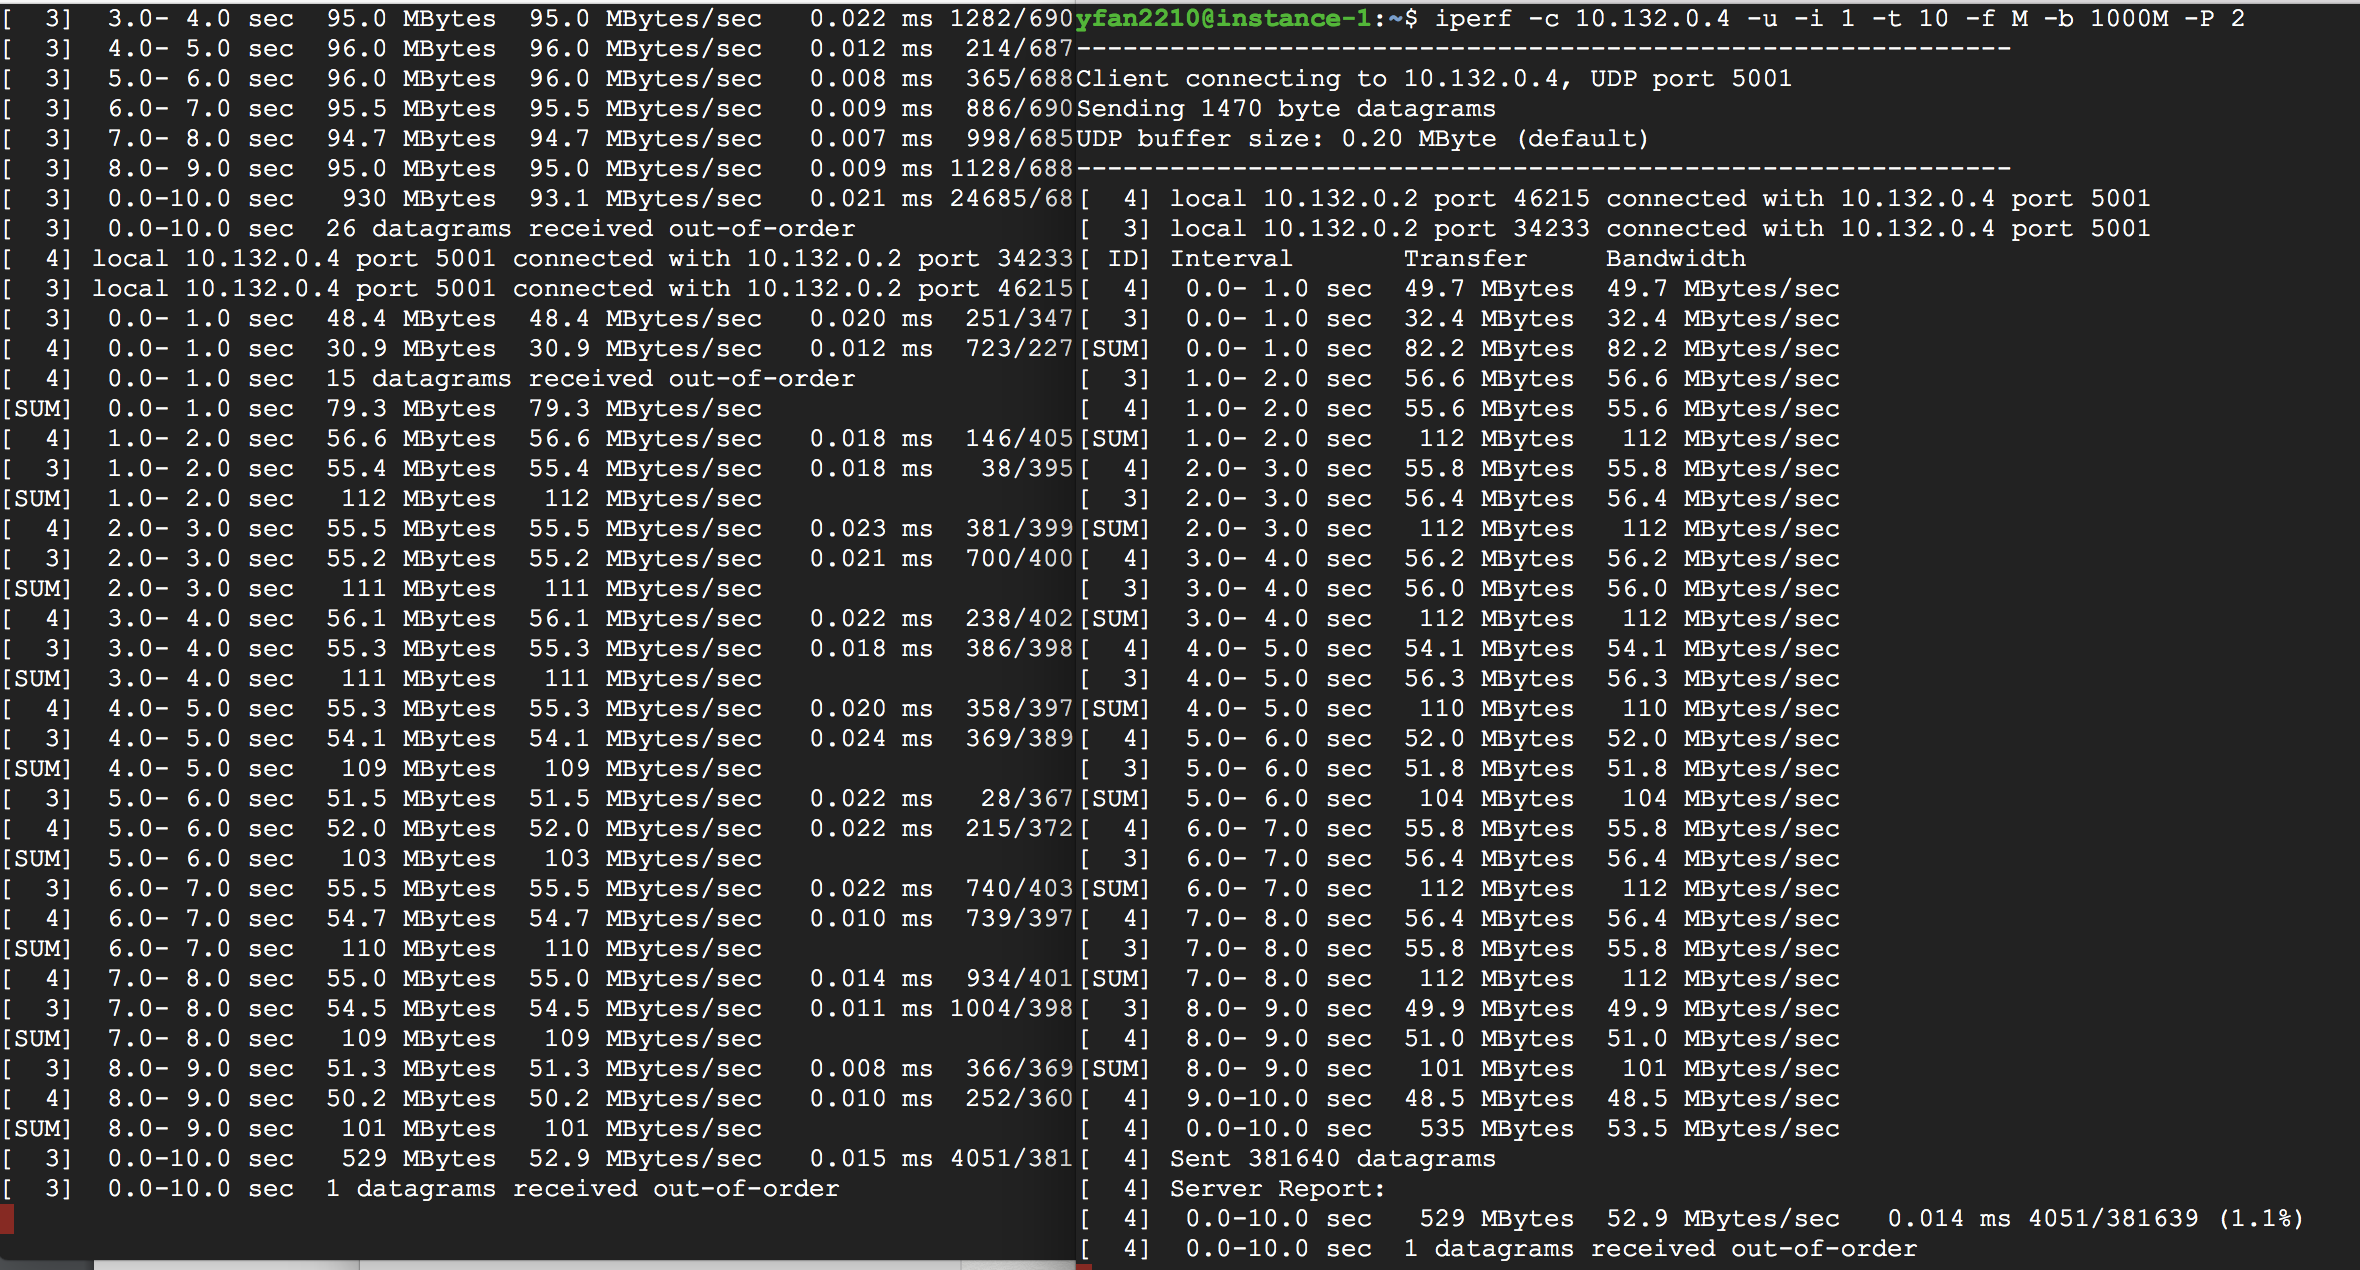 [  3]  3.0- 4.0 sec  95.0 MBytes  95.0 MBytes/sec   0.022 ms 1282/690
[  3]  4.0- 5.0 sec  96.0 MBytes  96.0 MBytes/sec   0.012 ms  214/687
[  3]  5.0- 6.0 sec  96.0 MBytes  96.0 MBytes/sec   0.008 ms  365/688
[  3]  6.0- 7.0 sec  95.5 MBytes  95.5 MBytes/sec   0.009 ms  886/690
[  3]  7.0- 8.0 sec  94.7 MBytes  94.7 MBytes/sec   0.007 ms  998/685
[  3]  8.0- 9.0 sec  95.0 MBytes  95.0 MBytes/sec   0.009 ms 1128/688
[  3]  0.0-10.0 sec   930 MBytes  93.1 MBytes/sec   0.021 ms 24685/68
[  3]  0.0-10.0 sec  26 datagrams received out-of-order
[  4] local 10.132.0.4 port 5001 connected with 10.132.0.2 port 34233
[  3] local 10.132.0.4 port 5001 connected with 10.132.0.2 port 46215
[  3]  0.0- 1.0 sec  48.4 MBytes  48.4 MBytes/sec   0.020 ms  251/347
[  4]  0.0- 1.0 sec  30.9 MBytes  30.9 MBytes/sec   0.012 ms  723/227
[  4]  0.0- 1.0 sec  15 datagrams received out-of-order
[SUM]  0.0- 1.0 sec  79.3 MBytes  79.3 MBytes/sec
[  4]  1.0- 2.0 sec  56.6 MBytes  56.6 MBytes/sec   0.018 ms  146/405
[  3]  1.0- 2.0 sec  55.4 MBytes  55.4 MBytes/sec   0.018 ms   38/395
[SUM]  1.0- 2.0 sec   112 MBytes   112 MBytes/sec
[  4]  2.0- 3.0 sec  55.5 MBytes  55.5 MBytes/sec   0.023 ms  381/399
[  3]  2.0- 3.0 sec  55.2 MBytes  55.2 MBytes/sec   0.021 ms  700/400
[SUM]  2.0- 3.0 sec   111 MBytes   111 MBytes/sec
[  4]  3.0- 4.0 sec  56.1 MBytes  56.1 MBytes/sec   0.022 ms  238/402
[  3]  3.0- 4.0 sec  55.3 MBytes  55.3 MBytes/sec   0.018 ms  386/398
[SUM]  3.0- 4.0 sec   111 MBytes   111 MBytes/sec
[  4]  4.0- 5.0 sec  55.3 MBytes  55.3 MBytes/sec   0.020 ms  358/397
[  3]  4.0- 5.0 sec  54.1 MBytes  54.1 MBytes/sec   0.024 ms  369/389
[SUM]  4.0- 5.0 sec   109 MBytes   109 MBytes/sec
[  3]  5.0- 6.0 sec  51.5 MBytes  51.5 MBytes/sec   0.022 ms   28/367
[  4]  5.0- 6.0 sec  52.0 MBytes  52.0 MBytes/sec   0.022 ms  215/372
[SUM]  5.0- 6.0 sec   103 MBytes   103 MBytes/sec
[  3]  6.0- 7.0 sec  55.5 MBytes  55.5 MBytes/sec   0.022 ms  740/403
[  4]  6.0- 7.0 sec  54.7 MBytes  54.7 MBytes/sec   0.010 ms  739/397
[SUM]  6.0- 7.0 sec   110 MBytes   110 MBytes/sec
[  4]  7.0- 8.0 sec  55.0 MBytes  55.0 MBytes/sec   0.014 ms  934/401
[  3]  7.0- 8.0 sec  54.5 MBytes  54.5 MBytes/sec   0.011 ms 1004/398
[SUM]  7.0- 8.0 sec   109 MBytes   109 MBytes/sec
[  3]  8.0- 9.0 sec  51.3 MBytes  51.3 MBytes/sec   0.008 ms  366/369
[  4]  8.0- 9.0 sec  50.2 MBytes  50.2 MBytes/sec   0.010 ms  252/360
[SUM]  8.0- 9.0 sec   101 MBytes   101 MBytes/sec
[  3]  0.0-10.0 sec   529 MBytes  52.9 MBytes/sec   0.015 ms 4051/381
[  3]  0.0-10.0 sec  1 datagrams received out-of-order
yfan2210@instance-1:~$ iperf -c 10.132.0.4 -u -i 1 -t 10 -f M -b 1000M -P 2
------------------------------------------------------------
Client connecting to 10.132.0.4, UDP port 5001
Sending 1470 byte datagrams
UDP buffer size: 0.20 MByte (default)
------------------------------------------------------------
[  4] local 10.132.0.2 port 46215 connected with 10.132.0.4 port 5001
[  3] local 10.132.0.2 port 34233 connected with 10.132.0.4 port 5001
[ ID] Interval       Transfer     Bandwidth
[  4]  0.0- 1.0 sec  49.7 MBytes  49.7 MBytes/sec
[  3]  0.0- 1.0 sec  32.4 MBytes  32.4 MBytes/sec
[SUM]  0.0- 1.0 sec  82.2 MBytes  82.2 MBytes/sec
[  3]  1.0- 2.0 sec  56.6 MBytes  56.6 MBytes/sec
[  4]  1.0- 2.0 sec  55.6 MBytes  55.6 MBytes/sec
[SUM]  1.0- 2.0 sec   112 MBytes   112 MBytes/sec
[  4]  2.0- 3.0 sec  55.8 MBytes  55.8 MBytes/sec
[  3]  2.0- 3.0 sec  56.4 MBytes  56.4 MBytes/sec
[SUM]  2.0- 3.0 sec   112 MBytes   112 MBytes/sec
[  4]  3.0- 4.0 sec  56.2 MBytes  56.2 MBytes/sec
[  3]  3.0- 4.0 sec  56.0 MBytes  56.0 MBytes/sec
[SUM]  3.0- 4.0 sec   112 MBytes   112 MBytes/sec
[  4]  4.0- 5.0 sec  54.1 MBytes  54.1 MBytes/sec
[  3]  4.0- 5.0 sec  56.3 MBytes  56.3 MBytes/sec
[SUM]  4.0- 5.0 sec   110 MBytes   110 MBytes/sec
[  4]  5.0- 6.0 sec  52.0 MBytes  52.0 MBytes/sec
[  3]  5.0- 6.0 sec  51.8 MBytes  51.8 MBytes/sec
[SUM]  5.0- 6.0 sec   104 MBytes   104 MBytes/sec
[  4]  6.0- 7.0 sec  55.8 MBytes  55.8 MBytes/sec
[  3]  6.0- 7.0 sec  56.4 MBytes  56.4 MBytes/sec
[SUM]  6.0- 7.0 sec   112 MBytes   112 MBytes/sec
[  4]  7.0- 8.0 sec  56.4 MBytes  56.4 MBytes/sec
[  3]  7.0- 8.0 sec  55.8 MBytes  55.8 MBytes/sec
[SUM]  7.0- 8.0 sec   112 MBytes   112 MBytes/sec
[  3]  8.0- 9.0 sec  49.9 MBytes  49.9 MBytes/sec
[  4]  8.0- 9.0 sec  51.0 MBytes  51.0 MBytes/sec
[SUM]  8.0- 9.0 sec   101 MBytes   101 MBytes/sec
[  4]  9.0-10.0 sec  48.5 MBytes  48.5 MBytes/sec
[  4]  0.0-10.0 sec   535 MBytes  53.5 MBytes/sec
[  4] Sent 381640 datagrams
[  4] Server Report:
[  4]  0.0-10.0 sec   529 MBytes  52.9 MBytes/sec   0.014 ms 4051/381639 (1.1%)
[  4]  0.0-10.0 sec  1 datagrams received out-of-order